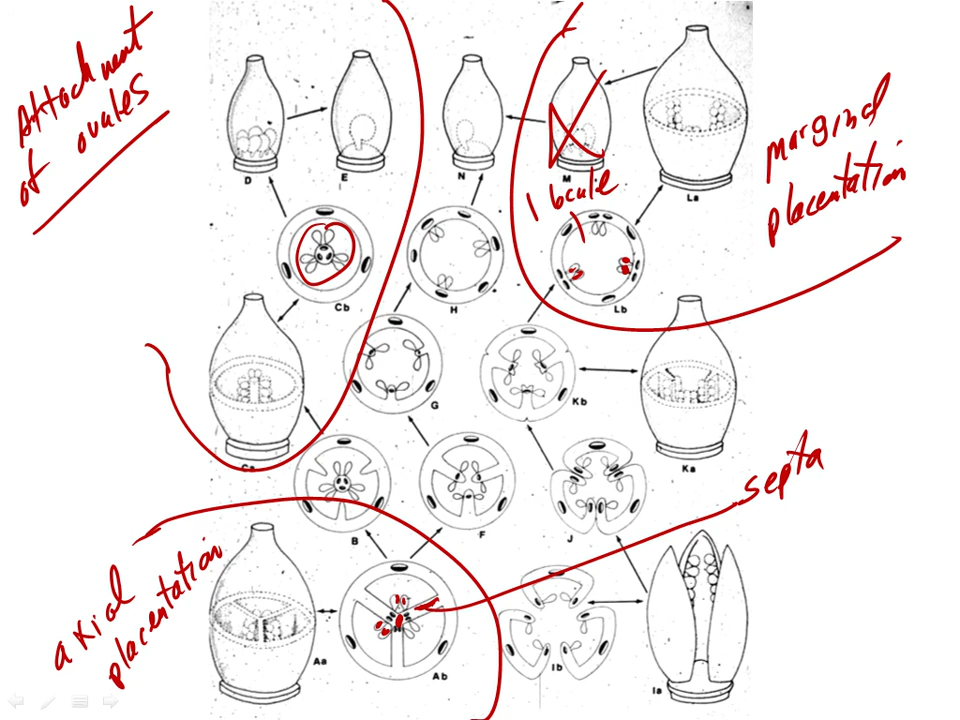 Attachment
of ovules
D
E
N
M
La
1 locule
marginal
placentation
Cb
H
Lb
G
Kb
Ca
Ka
B
F
J
septa
axial
placentation
Aa
Ab
Ib
Ia